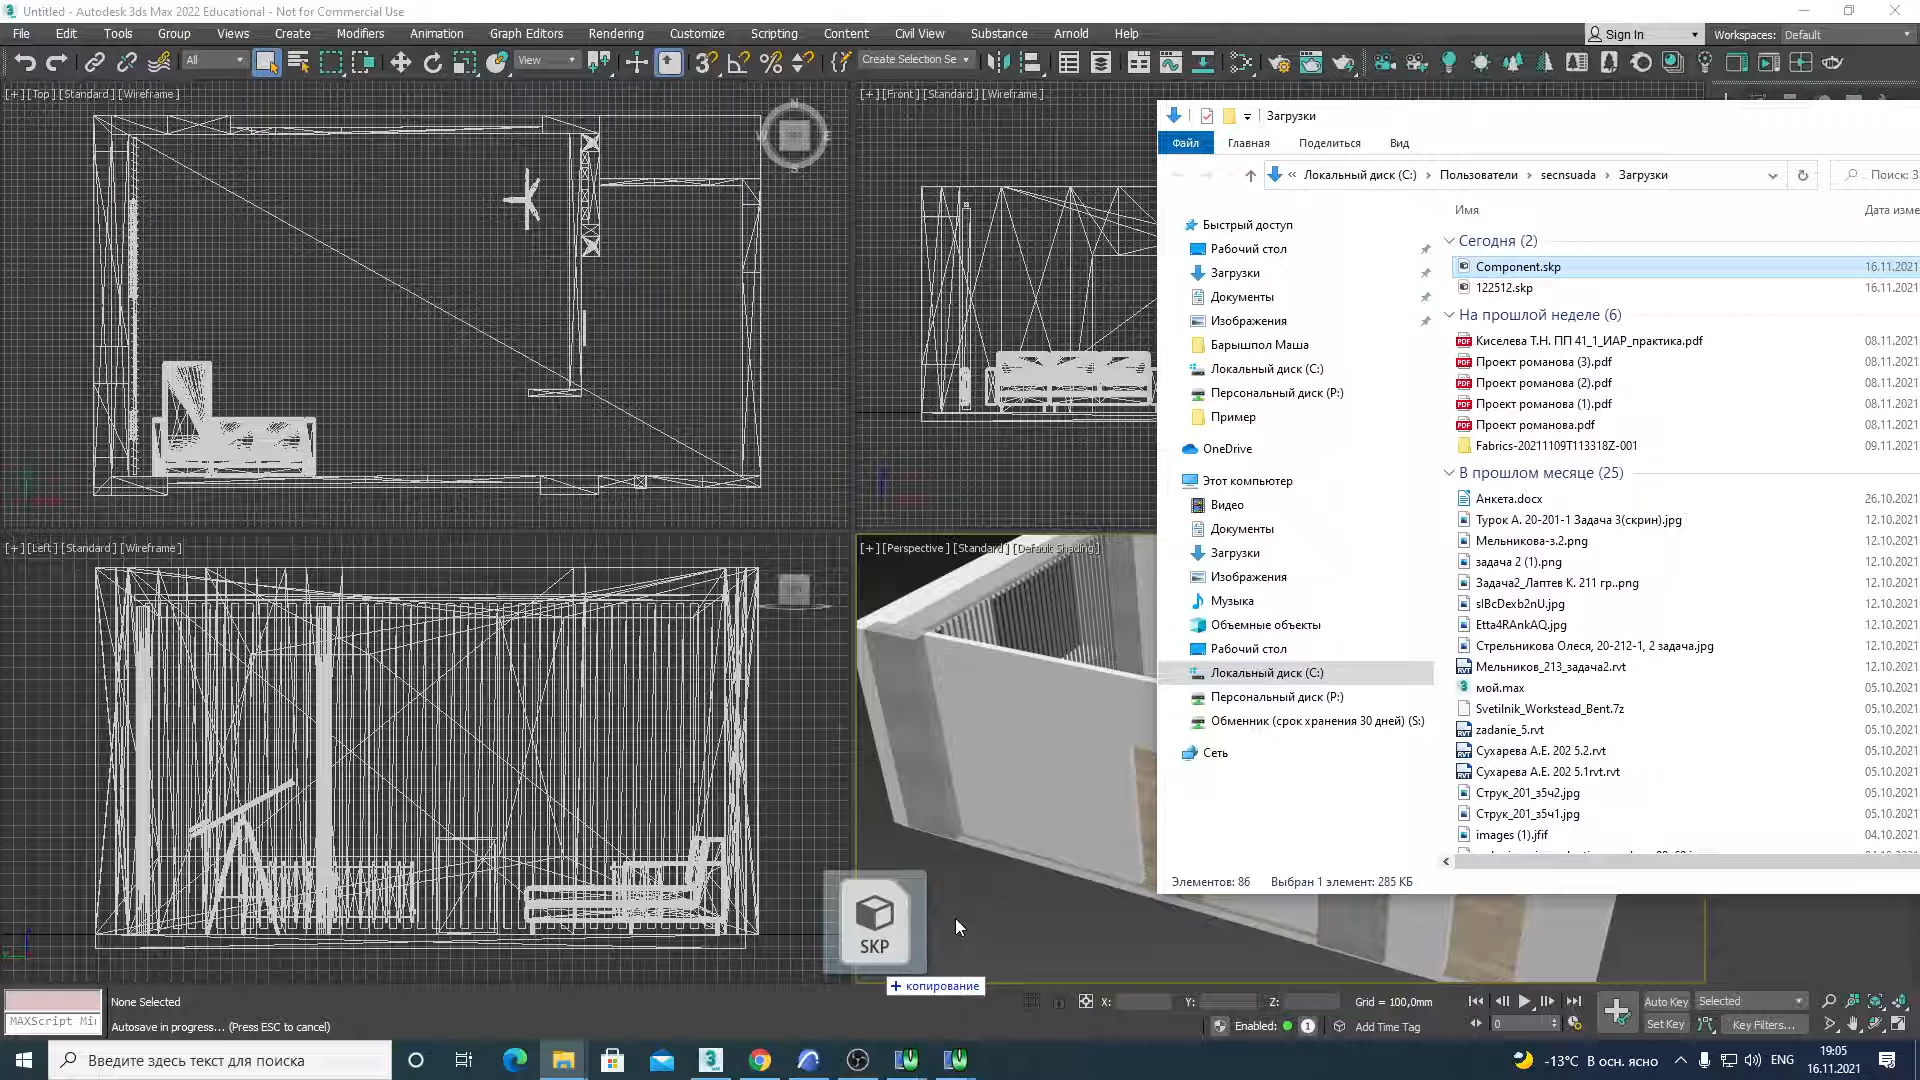 Untitled - Autodesk 3ds Max 2022 Educational - Not for Commercial Use
File Edit Tools Group Views Create Modifiers Animation Graph Editors Rendering Customize Scripting Content Civil View Substance Arnold Help
Sign In
Workspaces: Default
All
View
Create Selection Se
[+] [Top] [Standard] [Wireframe]
[+] [Front] [Standard] [Wireframe]
[+] [Left] [Standard] [Wireframe]
[+] [Perspective] [Standard] [Default Shading]
Загрузки
Файл Главная Поделиться Вид
« Локальный диск (C:) › Пользователи › secnsuada › Загрузки
Поиск: З
Быстрый доступ
Рабочий стол
Загрузки
Документы
Изображения
Барышпол Маша
Локальный диск (C:)
Персональный диск (P:)
Пример
OneDrive
Этот компьютер
Видео
Документы
Загрузки
Изображения
Музыка
Объемные объекты
Рабочий стол
Локальный диск (C:)
Персональный диск (P:)
Обменник (срок хранения 30 дней) (S:)
Сеть
Имя Дата изме
Сегодня (2)
Component.skp 16.11.2021
122512.skp 16.11.2021
На прошлой неделе (6)
Киселева Т.Н. ПП 41_1_ИАР_практика.pdf 08.11.2021
Проект романова (3).pdf 08.11.2021
Проект романова (2).pdf 08.11.2021
Проект романова (1).pdf 08.11.2021
Проект романова.pdf 08.11.2021
Fabrics-20211109T113318Z-001 09.11.2021
В прошлом месяце (25)
Анкета.docx 26.10.2021
Турок А. 20-201-1 Задача 3(скрин).jpg 12.10.2021
Мельникова-з.2.png 12.10.2021
задача 2 (1).png 12.10.2021
Задача2_Лаптев К. 211 гр..png 12.10.2021
slBcDexb2nU.jpg 12.10.2021
Etta4RAnkAQ.jpg 12.10.2021
Стрельникова Олеся, 20-212-1, 2 задача.jpg 12.10.2021
Мельников_213_задача2.rvt 12.10.2021
мой.max 05.10.2021
Svetilnik_Workstead_Bent.7z 05.10.2021
zadanie_5.rvt 05.10.2021
Сухарева А.Е. 202 5.2.rvt 05.10.2021
Сухарева А.Е. 202 5.1rvt.rvt 05.10.2021
Струк_201_з5ч2.jpg 05.10.2021
Струк_201_з5ч1.jpg 05.10.2021
images (1).jfif 04.10.2021
Элементов: 86 Выбран 1 элемент: 285 КБ
SKP
+ копирование
None Selected
MAXScript Mi
Autosave in progress... (Press ESC to cancel)
X: Y: Z: Grid = 100,0mm
Enabled: 1 Add Time Tag
0
Auto Key Selected
Set Key Key Filters...
Введите здесь текст для поиска
-13°C В осн. ясно
ENG
19:05
16.11.2021